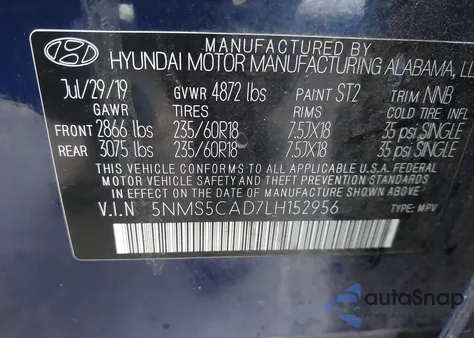 MANUFACTURED BY
HYUNDAI MOTOR MANUFACTURING ALABAMA, LL
Jul/29/19 GVWR 4872 lbs PAINT ST2 TRIM NNB
GAWR TIRES RIMS COLD TIRE INFL
FRONT 2866 lbs 235/60R18 7.5JX18 35 psi SINGLE
REAR 3075 lbs 235/60R18 7.5JX18 35 psi SINGLE
THIS VEHICLE CONFORMS TO ALL APPLICABLE U.S.A. FEDERAL
MOTOR VEHICLE SAFETY AND THEFT PREVENTION STANDARDS
IN EFFECT ON THE DATE OF MANUFACTURE SHOWN ABOVE.
V.I.N 5NMS5CAD7LH152956 TYPE: MPV
autoSnap